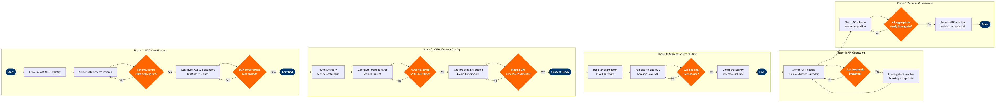 Phase 1: NDC Certification
Start
Enrol in IATA NDC Registry
Select NDC schema version
Schema covers
≥80% aggregators?
No
Yes
Configure AWS API endpoint
& OAuth 2.0 auth
IATA certification
test passed?
Fail
Pass
Certified
Phase 2: Offer Content Config
Build ancillary
services catalogue
Configure branded fares
via ATPCO UPA
Fares validated
vs ATPCO filing?
No
Yes
Map RM dynamic pricing
to AirShopping API
Staging UAT
zero P0/P1 defects?
No
Yes
Content Ready
Phase 3: Aggregator Onboarding
Register aggregator
in API gateway
Run end-to-end NDC
booking flow UAT
UAT booking
flow passed?
No
Yes
Configure agency
incentive scheme
Live
Phase 4: API Operations
Monitor API health
via CloudWatch/Datadog
SLA thresholds
breached?
No
Yes
Investigate & resolve
booking exceptions
Phase 5: Schema Governance
Plan NDC schema
version migration
All aggregators
ready to migrate?
No
Yes
Report NDC adoption
metrics to leadership
Done